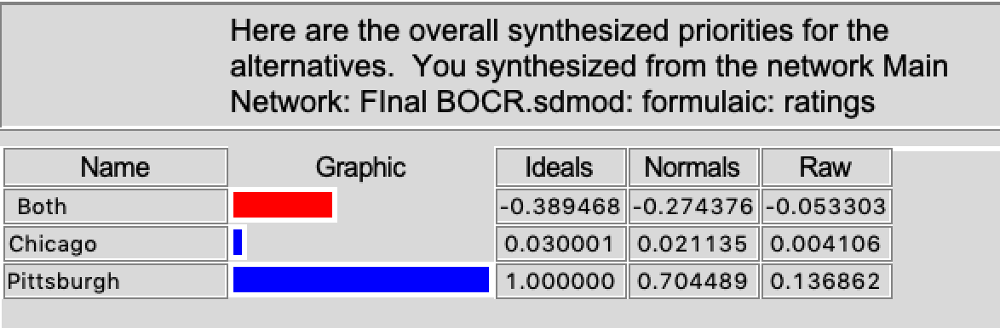 Here are the overall synthesized priorities for the
alternatives.  You synthesized from the network Main
Network: FInal BOCR.sdmod: formulaic: ratings
Name Graphic Ideals Normals Raw
Both -0.389468 -0.274376 -0.053303
Chicago 0.030001 0.021135 0.004106
Pittsburgh 1.000000 0.704489 0.136862